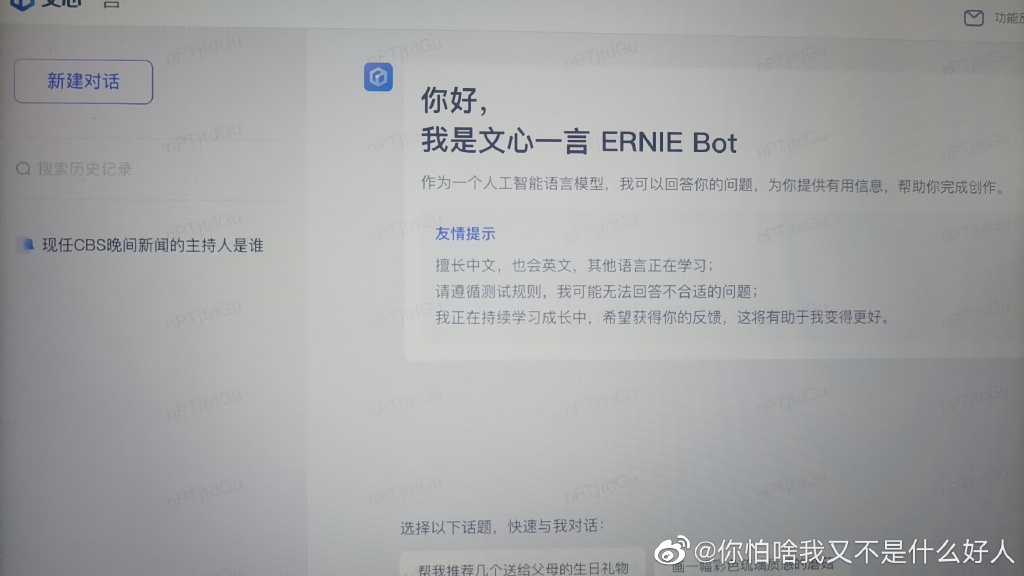 文心一言
功能反
新建对话
搜索历史记录
现任CBS晚间新闻的主持人是谁
你好，
我是文心一言 ERNIE Bot
作为一个人工智能语言模型，我可以回答你的问题，为你提供有用信息，帮助你完成创作。
友情提示
擅长中文，也会英文，其他语言正在学习；
请遵循测试规则，我可能无法回答不合适的问题；
我正在持续学习成长中，希望获得你的反馈，这将有助于我变得更好。
选择以下话题，快速与我对话：
帮我推荐几个送给父母的生日礼物
画一幅彩色琉璃质感的蘑菇
@你怕啥我又不是什么好人
nPTjtdGu